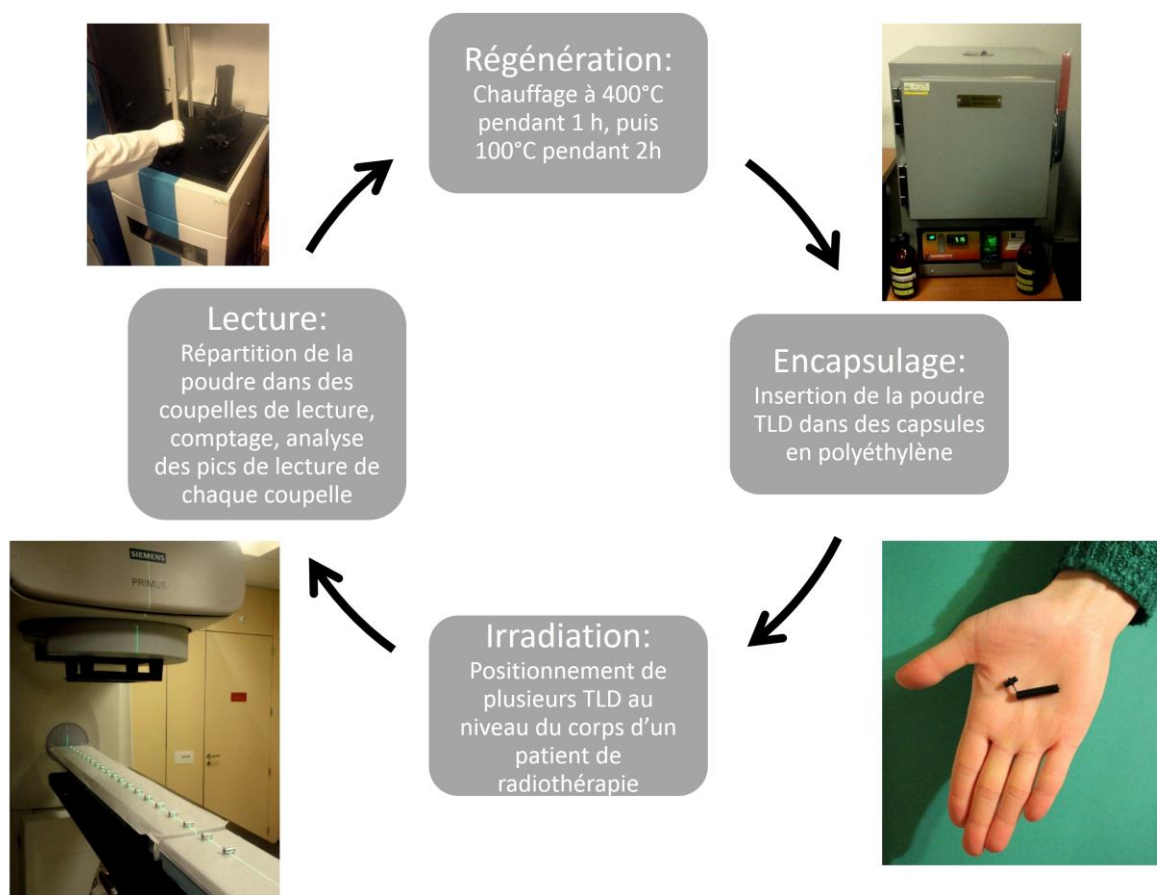 Régénération:
Chauffage à 400°C
pendant 1 h, puis
100°C pendant 2h
Encapsulage:
Insertion de la poudre
TLD dans des capsules
en polyéthylène
Irradiation:
Positionnement de
plusieurs TLD au
niveau du corps d'un
patient de
radiothérapie
Lecture:
Répartition de la
poudre dans des
coupelles de lecture,
comptage, analyse
des pics de lecture de
chaque coupelle
SIEMENS
PRIMUS